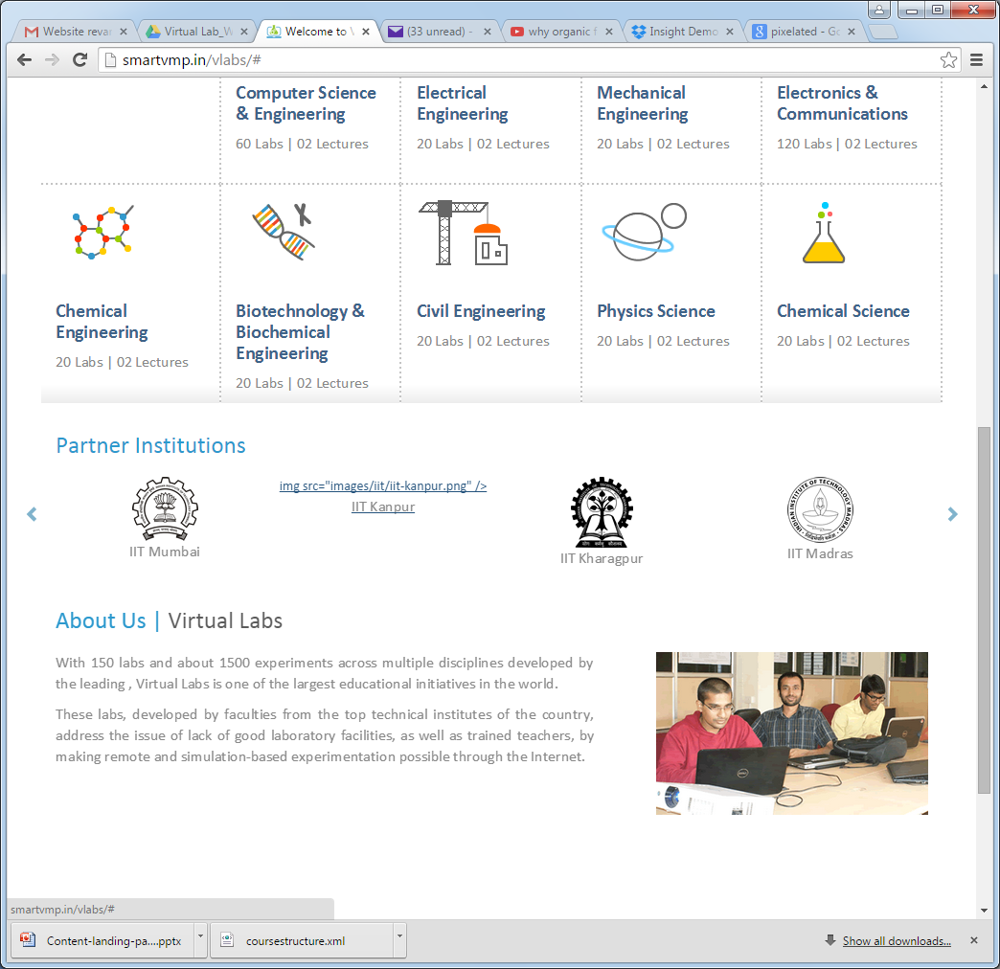 Website revar
Virtual Lab_W
Welcome to V
(33 unread) -
why organic f
Insight Demo
pixelated - Go
smartvmp.in/vlabs/#
Computer Science
& Engineering
60 Labs | 02 Lectures
Electrical
Engineering
20 Labs | 02 Lectures
Mechanical
Engineering
20 Labs | 02 Lectures
Electronics &
Communications
120 Labs | 02 Lectures
Chemical
Engineering
20 Labs | 02 Lectures
Biotechnology &
Biochemical
Engineering
20 Labs | 02 Lectures
Civil Engineering
20 Labs | 02 Lectures
Physics Science
20 Labs | 02 Lectures
Chemical Science
20 Labs | 02 Lectures
Partner Institutions
IIT Mumbai
img src="images/iit/iit-kanpur.png" />
IIT Kanpur
IIT Kharagpur
INDIAN INSTITUTE OF TECHNOLOGY MADRAS
IIT Madras
About Us | Virtual Labs
With 150 labs and about 1500 experiments across multiple disciplines developed by
the leading , Virtual Labs is one of the largest educational initiatives in the world.
These labs, developed by faculties from the top technical institutes of the country,
address the issue of lack of good laboratory facilities, as well as trained teachers, by
making remote and simulation-based experimentation possible through the Internet.
smartvmp.in/vlabs/#
Content-landing-pa....pptx
coursestructure.xml
Show all downloads...